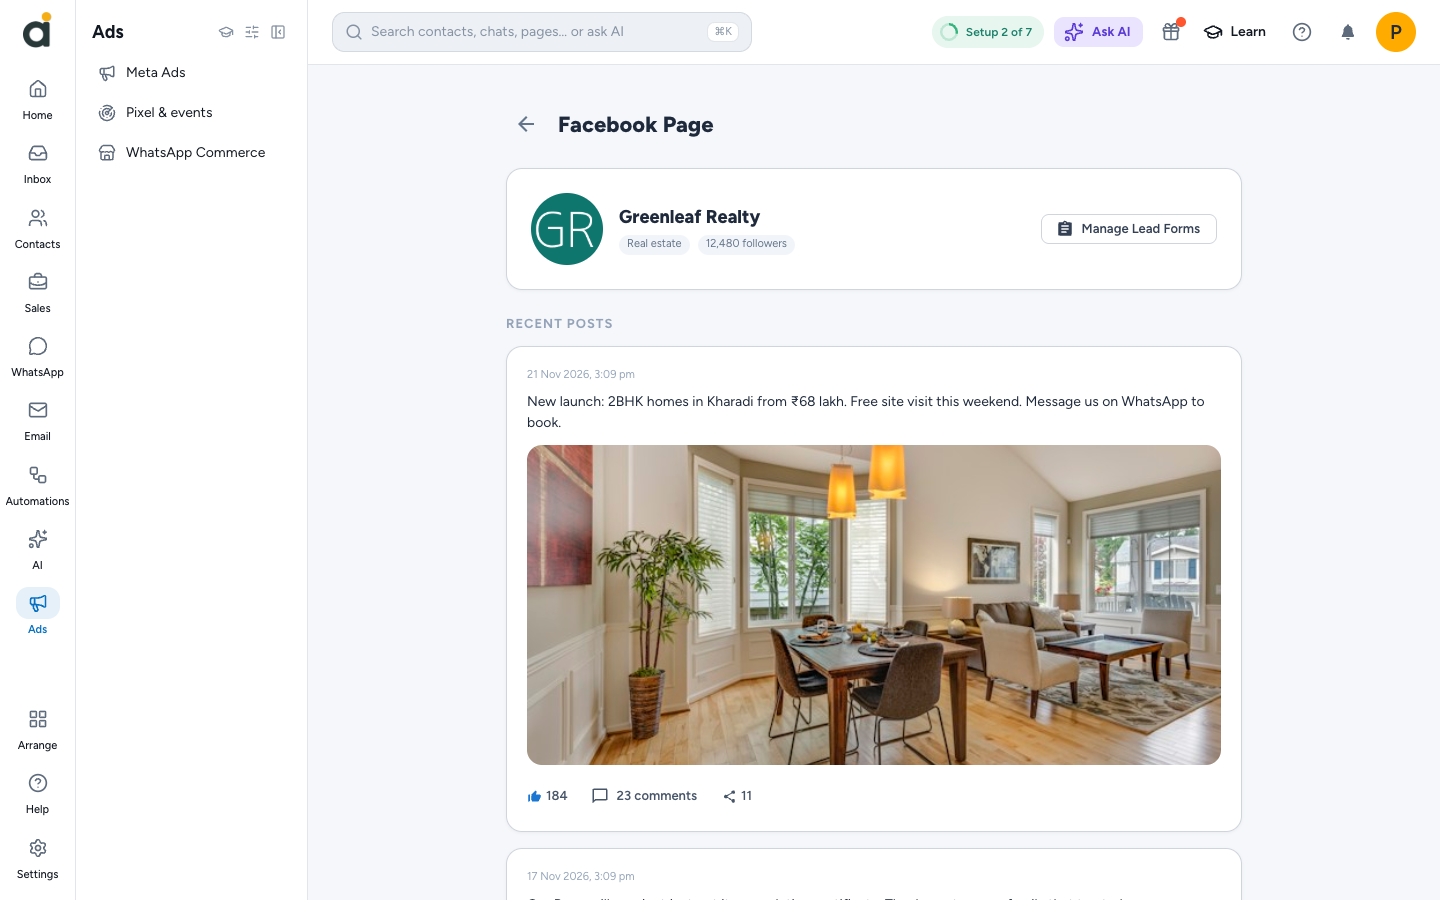 Ads
Search contacts, chats, pages... or ask AI
⌘K
Setup 2 of 7
Ask AI
Learn
P
Home
Inbox
Contacts
Sales
WhatsApp
Email
Automations
AI
Ads
Arrange
Help
Settings
Meta Ads
Pixel & events
WhatsApp Commerce
Facebook Page
GR
Greenleaf Realty
Real estate
12,480 followers
Manage Lead Forms
RECENT POSTS
21 Nov 2026, 3:09 pm
New launch: 2BHK homes in Kharadi from ₹68 lakh. Free site visit this weekend. Message us on WhatsApp to
book.
184
23 comments
11
17 Nov 2026, 3:09 pm